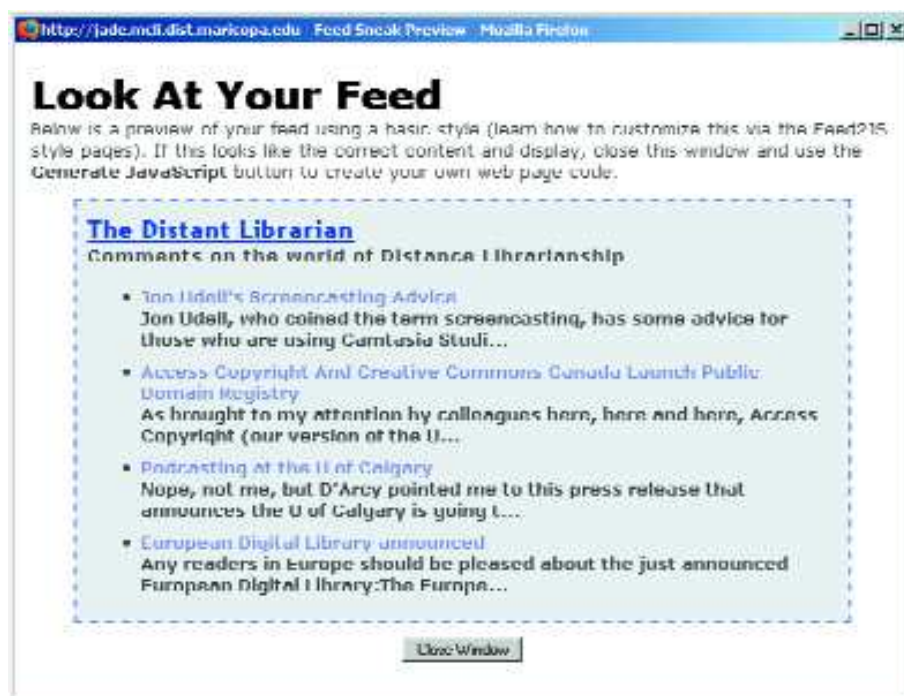 http://jade.mcli.dist.maricopa.edu - Feed Sneak Preview - Mozilla Firefox
Look At Your Feed
Below is a preview of your feed using a basic style (learn how to customize this via the Feed2JS
style pages). If this looks like the correct content and display, close this window and use the
Generate JavaScript button to create your own web page code.
The Distant Librarian
Comments on the world of Distance Librarianship
• Jon Udell's Screencasting Advice
Jon Udell, who coined the term screencasting, has some advice for
those who are using Camtasia Studi...
• Access Copyright And Creative Commons Canada Launch Public
Domain Registry
As brought to my attention by colleagues here, here and here, Access
Copyright (our version of the U...
• Podcasting at the U of Calgary
Nope, not me, but D'Arcy pointed me to this press release that
announces the U of Calgary is going t...
• European Digital Library announced
Any readers in Europe should be pleased about the just announced
European Digital Library:The Europe...
Close Window